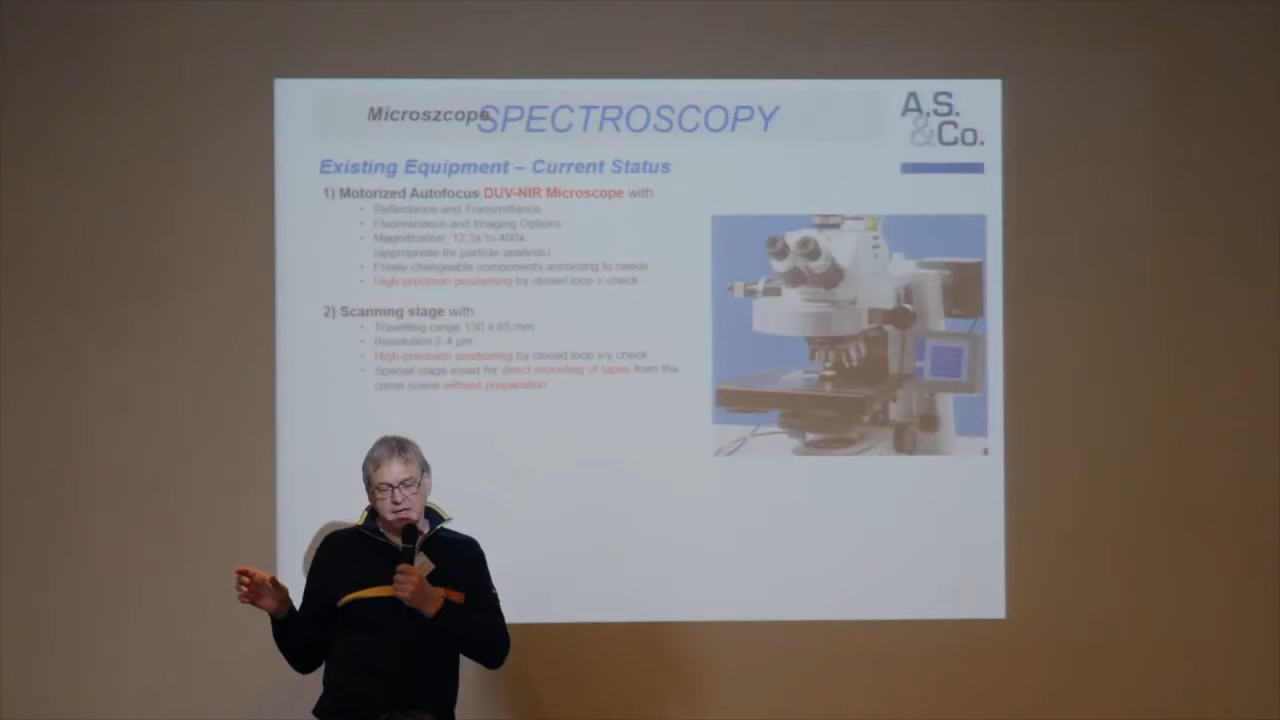 Microszcope SPECTROSCOPY
A.S.
&Co.
Existing Equipment – Current Status
1) Motorized Autofocus DUV-NIR Microscope with
- Reflectance and Transmittance
- Fluorescence and Imaging Options
- Magnification: 12.5x to 400x
(appropriate for particle analysis)
- Freely changeable components according to needs
- High-precision positioning by closed loop z-check
2) Scanning stage with
- Travelling range 130 x 85 mm
- Resolution 2-4 µm
- High-precision positioning by closed loop x/y check
- Special stage insert for direct mounting of tapes from the
crime scene without preparation